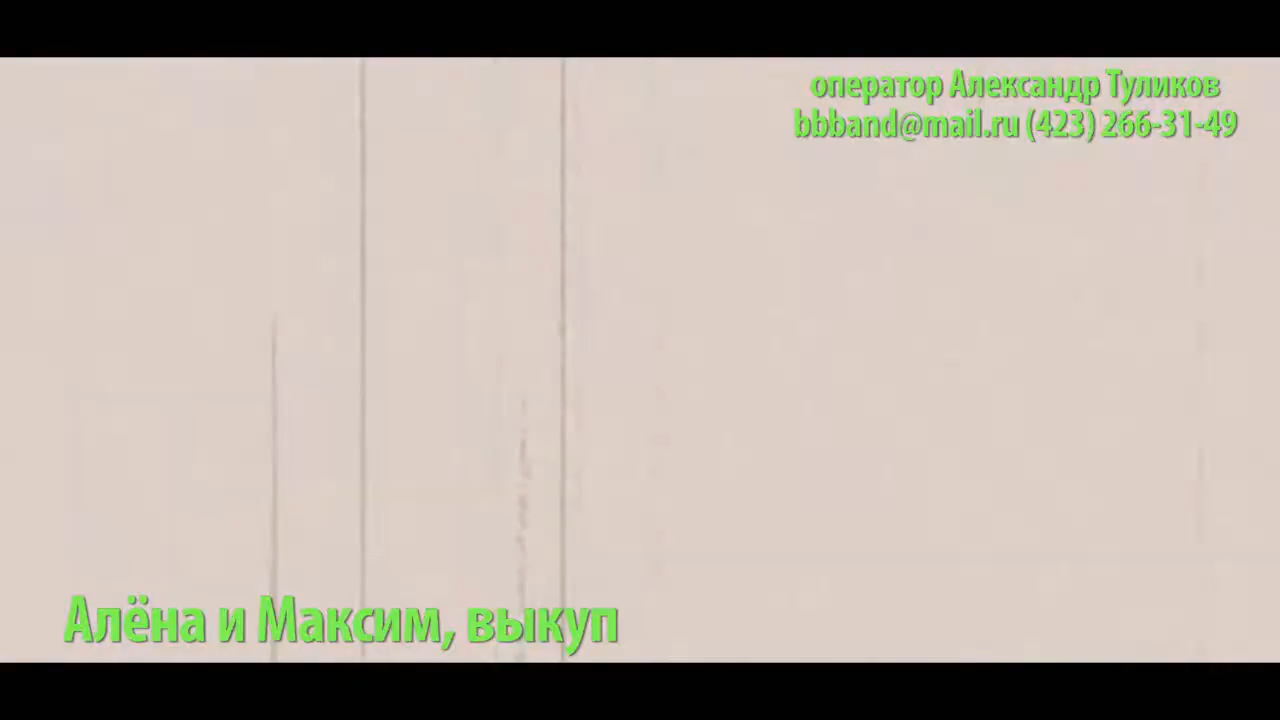 оператор Александр Туликов
bbband@mail.ru (423) 266-31-49
Алёна и Максим, выкуп